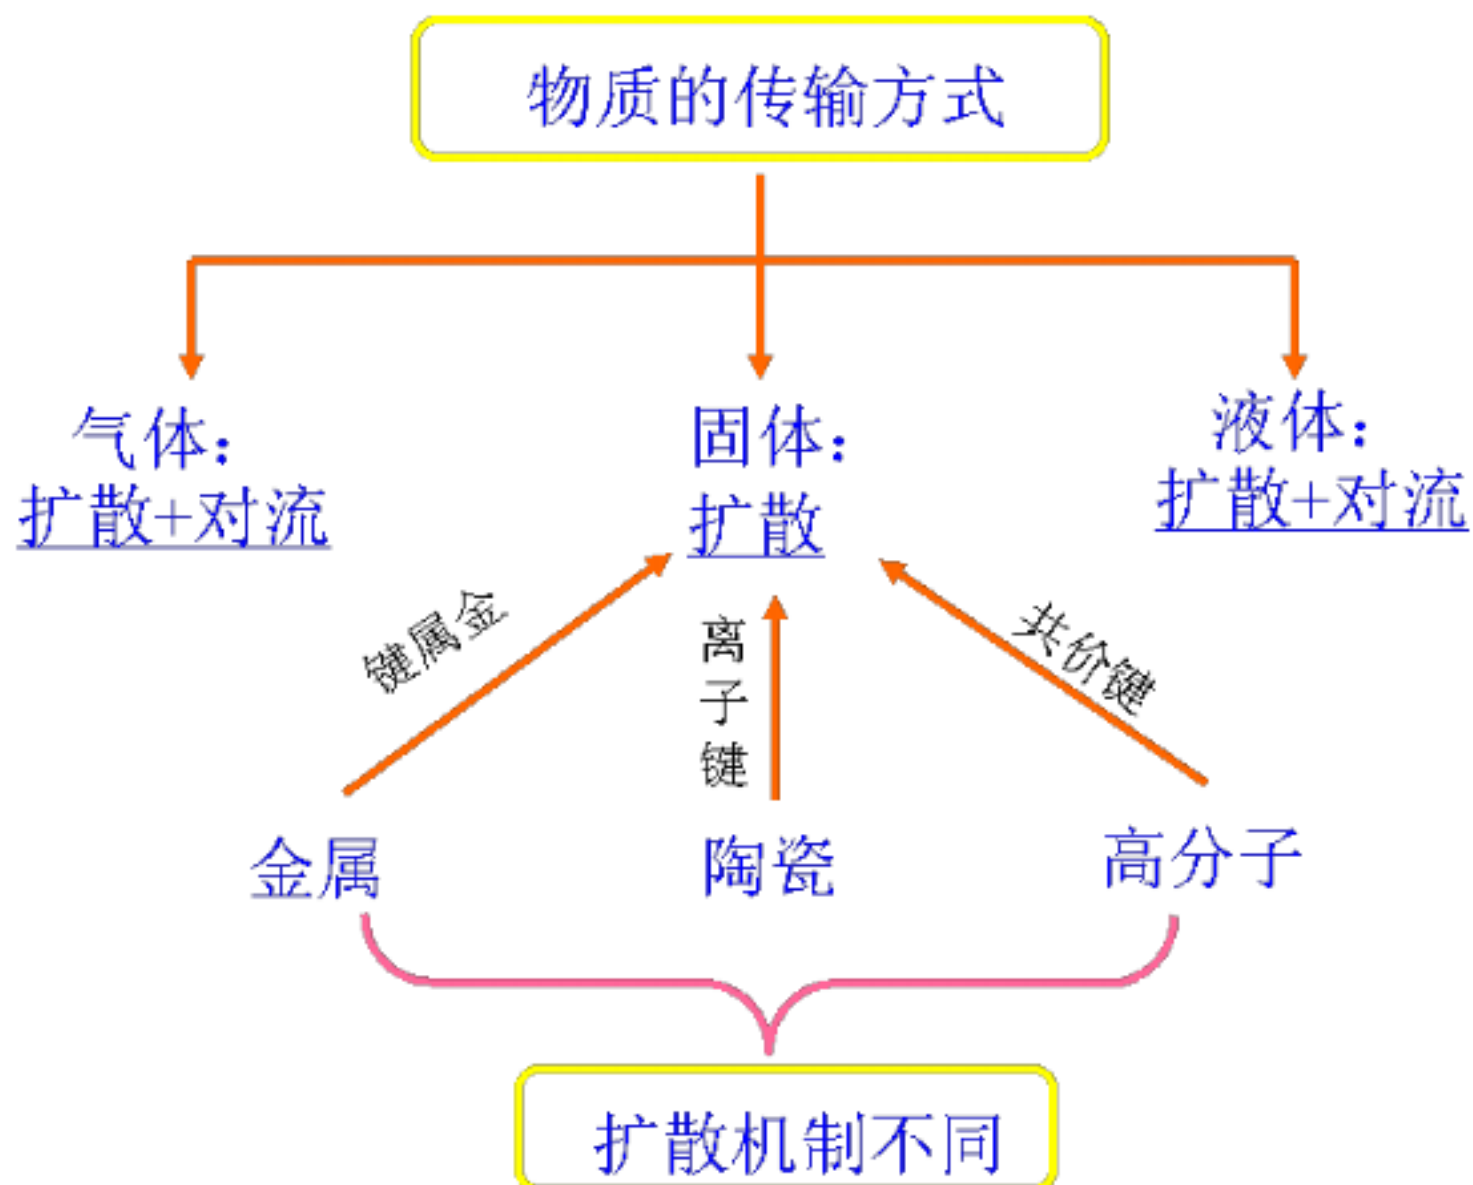 物质的传输方式
气体：
扩散+对流
固体：
扩散
液体：
扩散+对流
键属金
离子键
共价键
金属
陶瓷
高分子
扩散机制不同